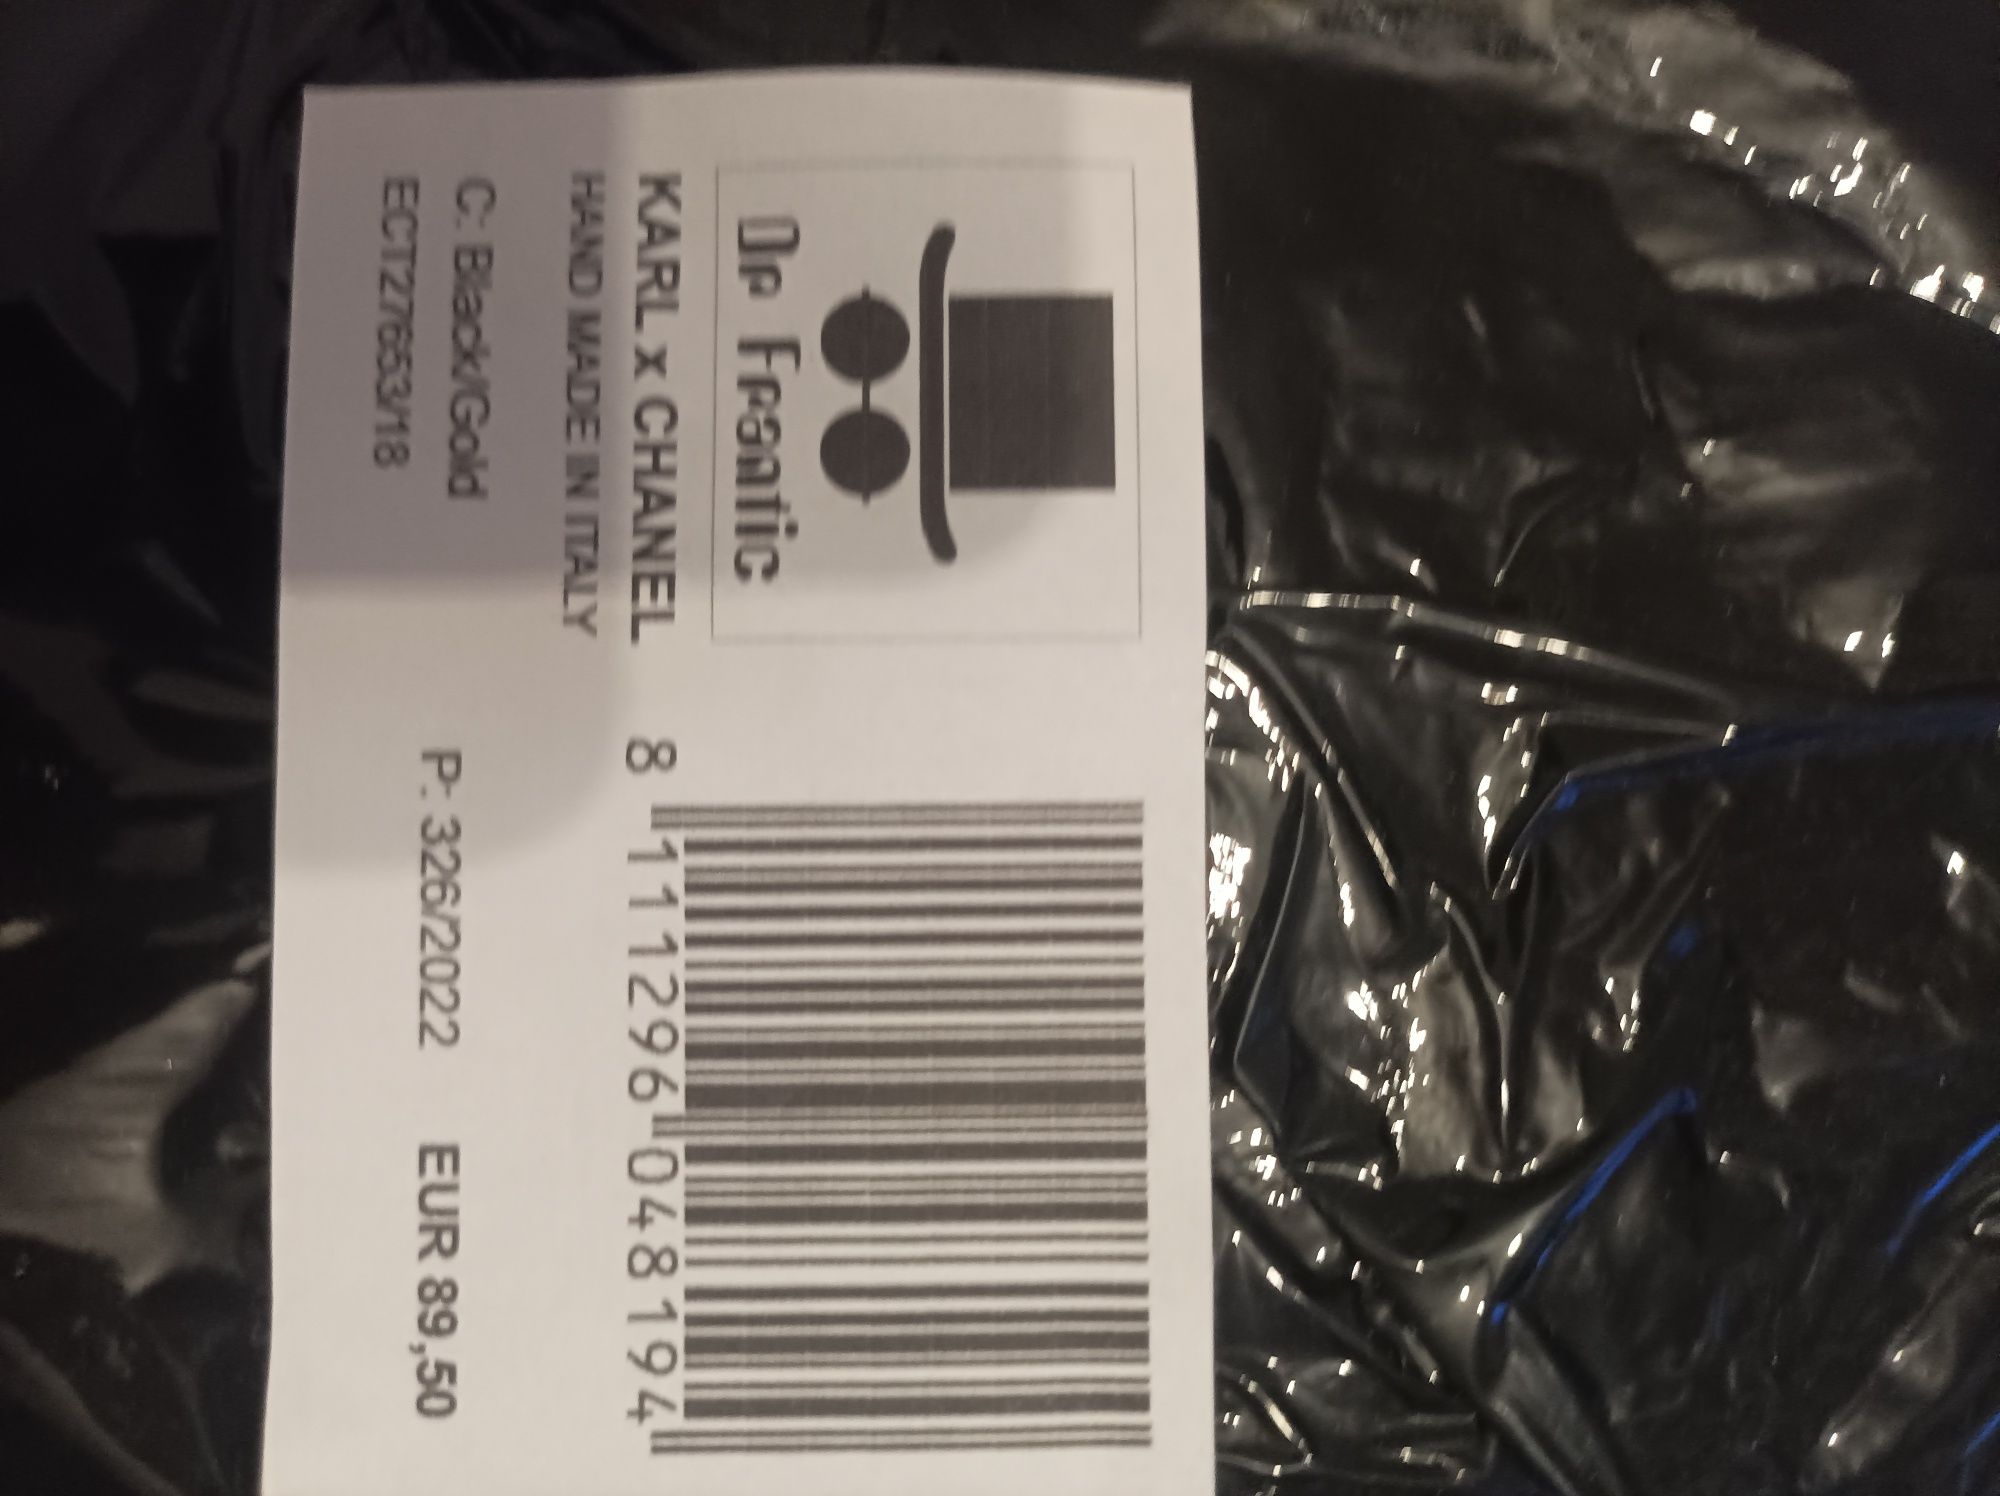 Dr Frantic
KARL x CHANEL
HAND MADE IN ITALY
C: Black/Gold
ECT27653/18
8 111296 048194
P: 326/2022 EUR 89,50